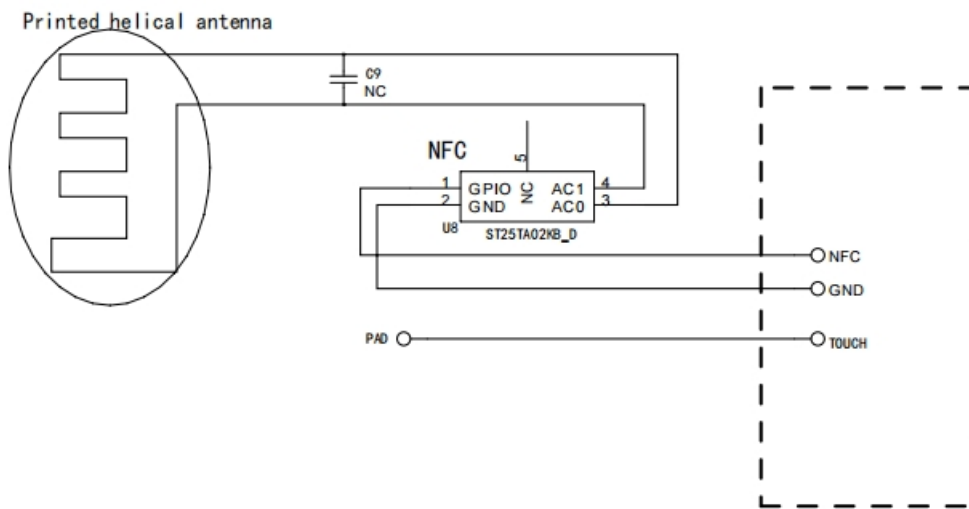 Printed helical antenna
C9
NC
NFC
5
1 GPIO NC AC1 4
2 GND AC0 3
U8 ST25TA02KB_D
NFC
GND
PAD TOUCH